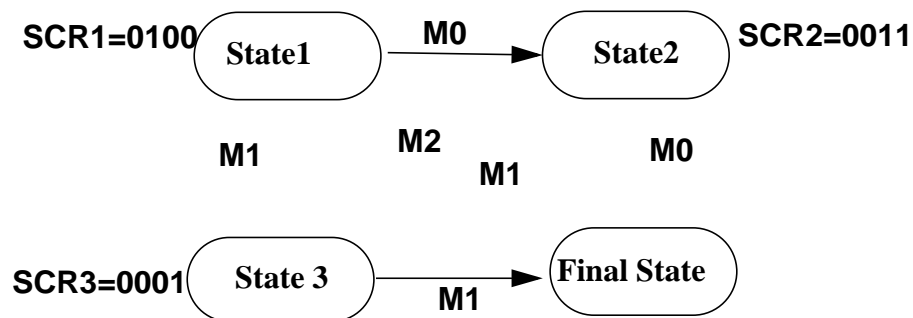 SCR1=0100 State1 M0 State2 SCR2=0011
M1 M2 M1 M0
SCR3=0001 State 3 M1 Final State